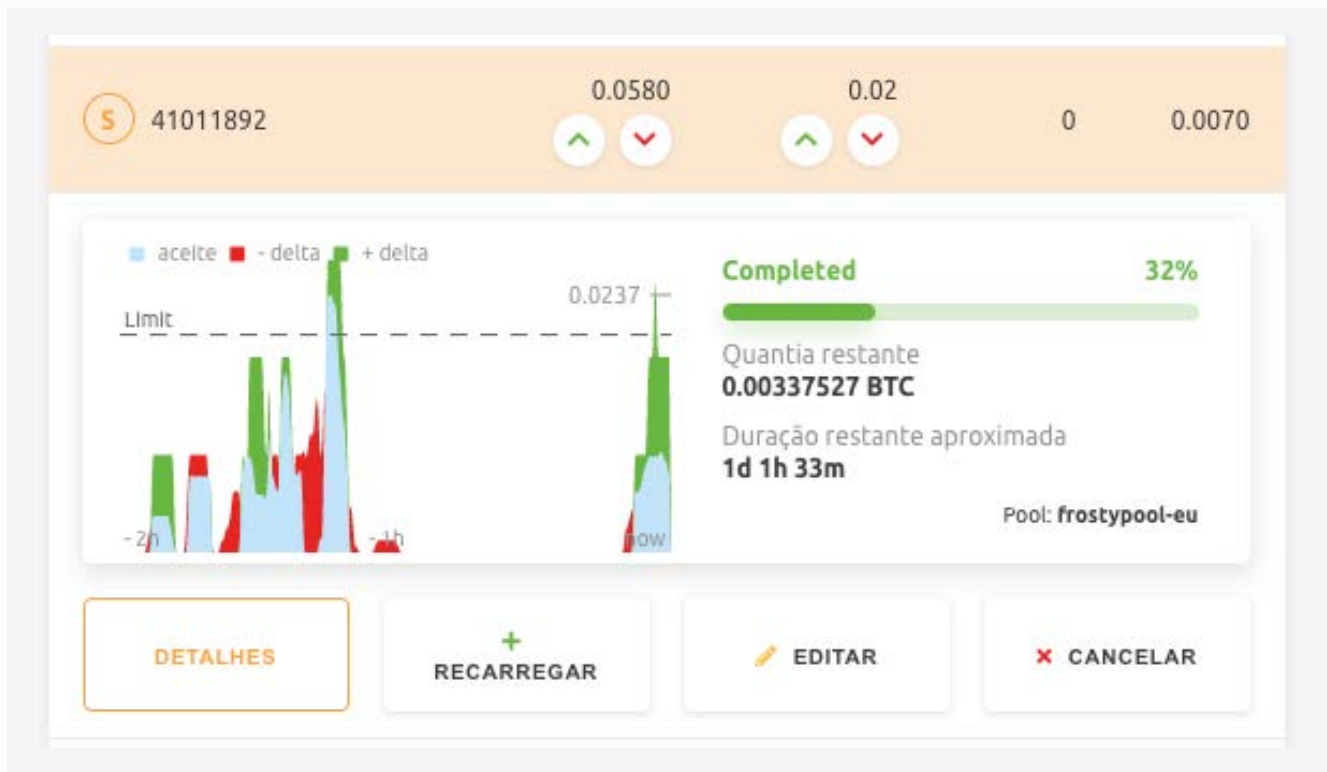 0.0580
0.02
S 41011892
0
0.0070
aceite - delta + delta
Limit
0.0237
- 2h
- 1h
now
Completed 32%
Quantia restante
0.00337527 BTC
Duração restante aproximada
1d 1h 33m
Pool: frostypool-eu
DETALHES
+
RECARREGAR
EDITAR
CANCELAR